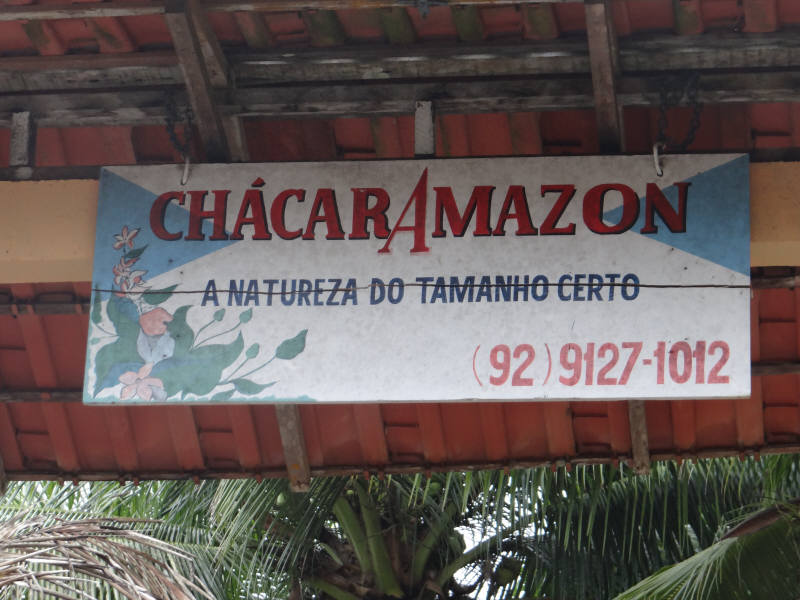 CHÁCARAMAZON
A NATUREZA DO TAMANHO CERTO
(92) 9127-1012